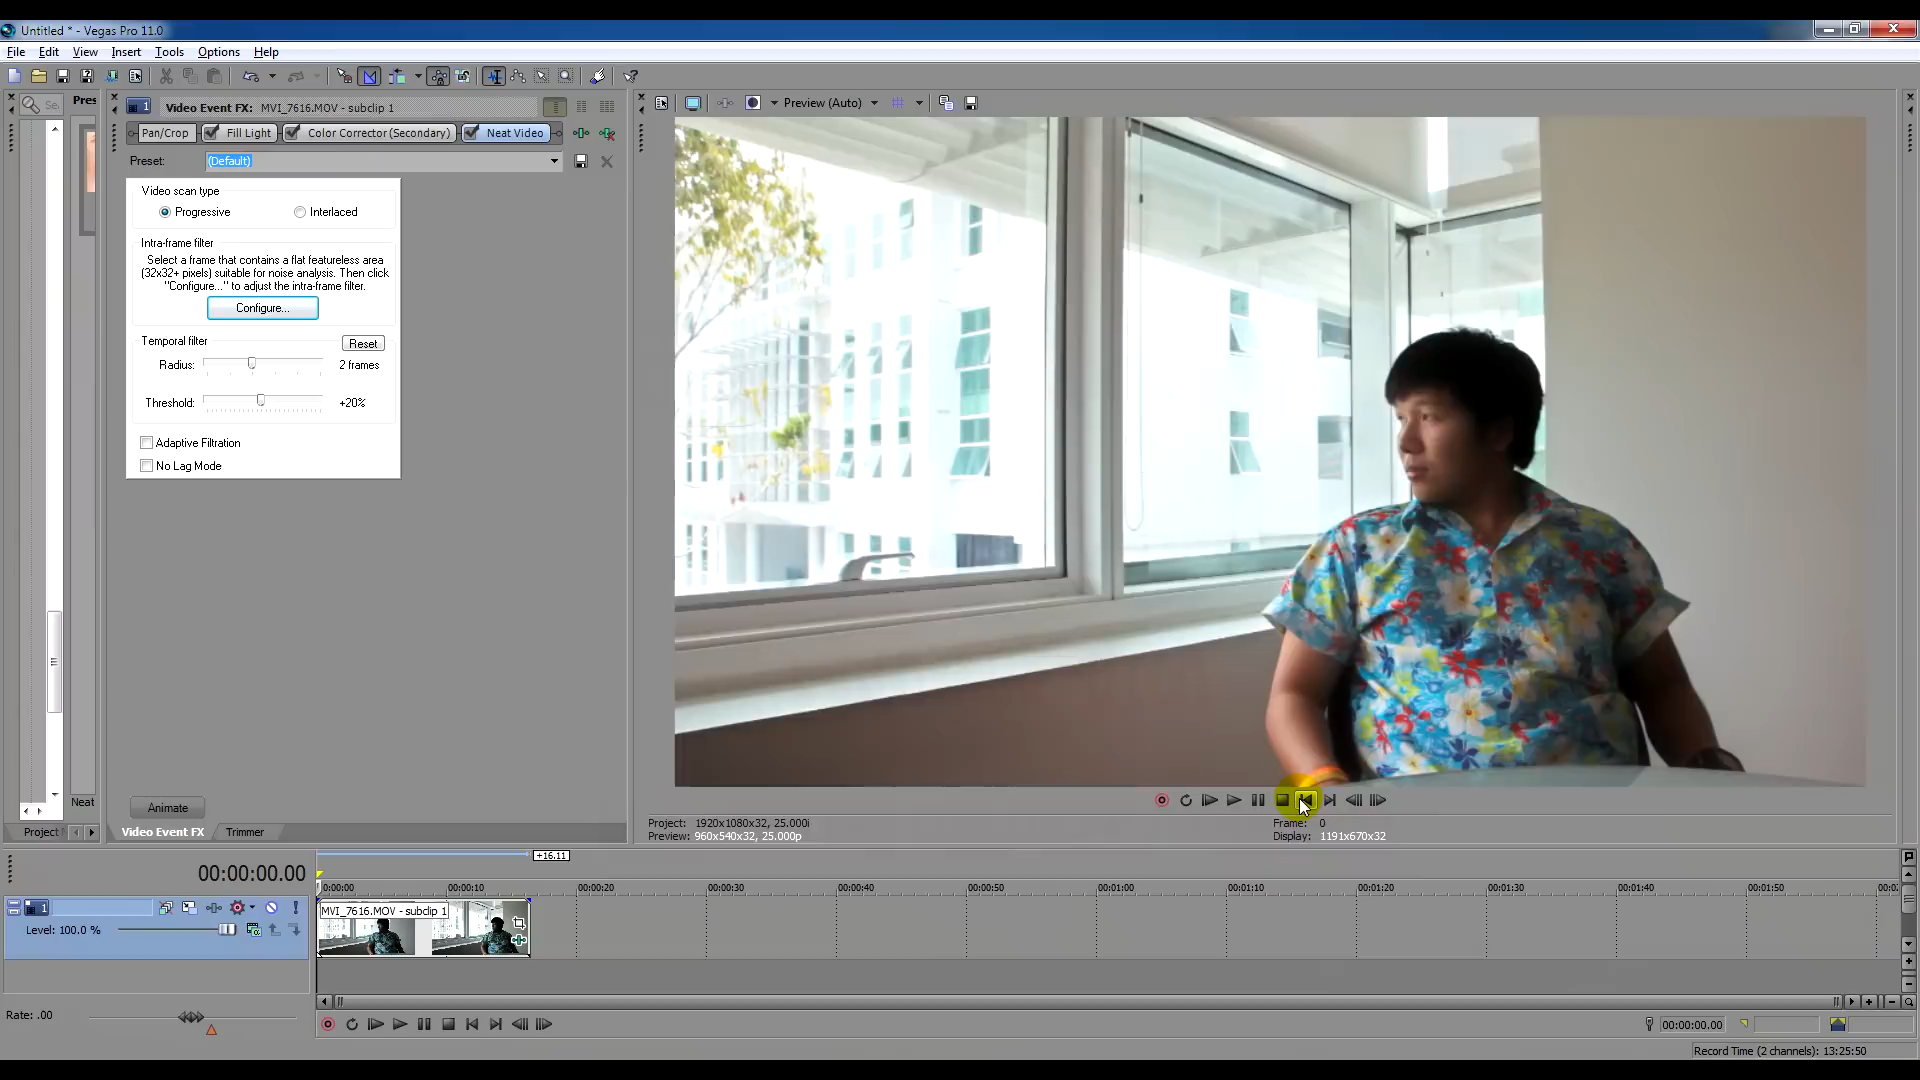 Untitled * - Vegas Pro 11.0
File Edit View Insert Tools Options Help
Se
Pres
1 Video Event FX: MVI_7616.MOV - subclip 1
Preview (Auto)
Pan/Crop Fill Light Color Corrector (Secondary) Neat Video
Preset: (Default)
Video scan type
Progressive Interlaced
Intra-frame filter
Select a frame that contains a flat featureless area
(32x32+ pixels) suitable for noise analysis. Then click
"Configure..." to adjust the intra-frame filter.
Configure...
Temporal filter
Reset
Radius: 2 frames
Threshold: +20%
Adaptive Filtration
No Lag Mode
Neat
Animate
Project
Video Event FX Trimmer
Project: 1920x1080x32, 25.000i
Preview: 960x540x32, 25.000p
Frame: 0
Display: 1191x670x32
+16.11
00:00:00.00
0:00:00 00:00:10 00:00:20 00:00:30 00:00:40 00:00:50 00:01:00 00:01:10 00:01:20 00:01:30 00:01:40 00:01:50 00:0
1
MVI_7616.MOV - subclip 1
Level: 100.0 %
Rate: .00
00:00:00.00
Record Time (2 channels): 13:25:50